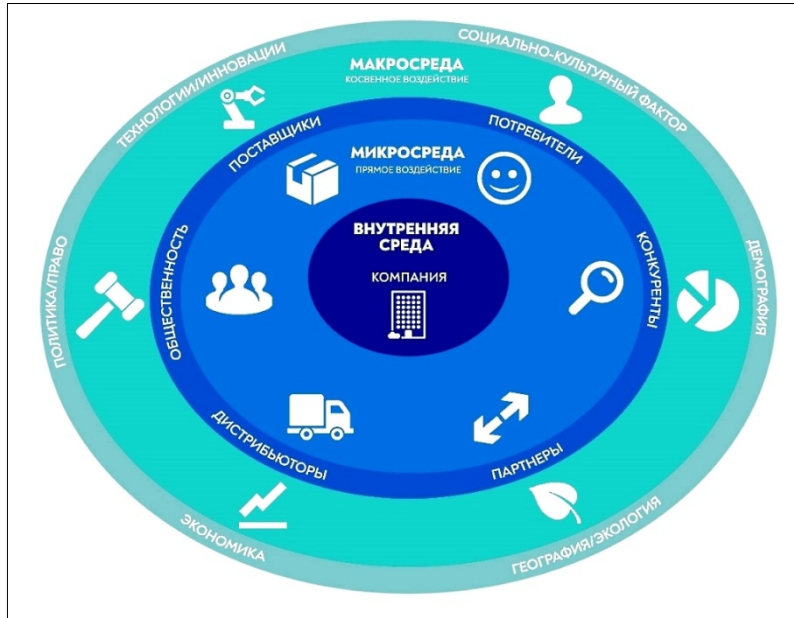 ТЕХНОЛОГИИ/ИННОВАЦИИ
МАКРОСРЕДА
КОСВЕННОЕ ВОЗДЕЙСТВИЕ
СОЦИАЛЬНО-КУЛЬТУРНЫЙ ФАКТОР
ПОСТАВЩИКИ
МИКРОСРЕДА
ПРЯМОЕ ВОЗДЕЙСТВИЕ
ПОТРЕБИТЕЛИ
ПОЛИТИКА/ПРАВО
ОБЩЕСТВЕННОСТЬ
ВНУТРЕННЯЯ
СРЕДА
КОМПАНИЯ
КОНКУРЕНТЫ
ДЕМОГРАФИЯ
ДИСТРИБЬЮТОРЫ
ПАРТНЕРЫ
ЭКОНОМИКА
ГЕОГРАФИЯ/ЭКОЛОГИЯ